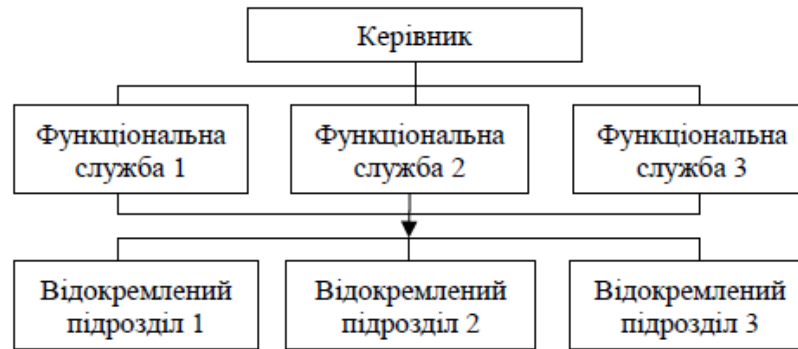 Керівник
Функціональна
служба 1
Функціональна
служба 2
Функціональна
служба 3
Відокремлений
підрозділ 1
Відокремлений
підрозділ 2
Відокремлений
підрозділ 3